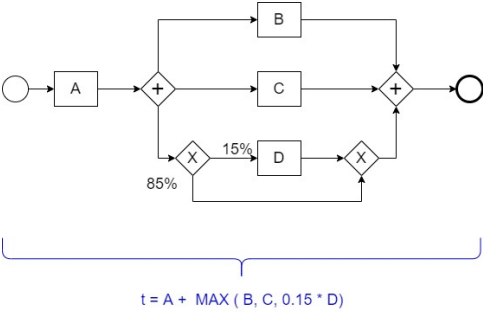 B
A
+
C
+
X
15%
D
X
85%
t = A + MAX ( B, C, 0.15 * D)